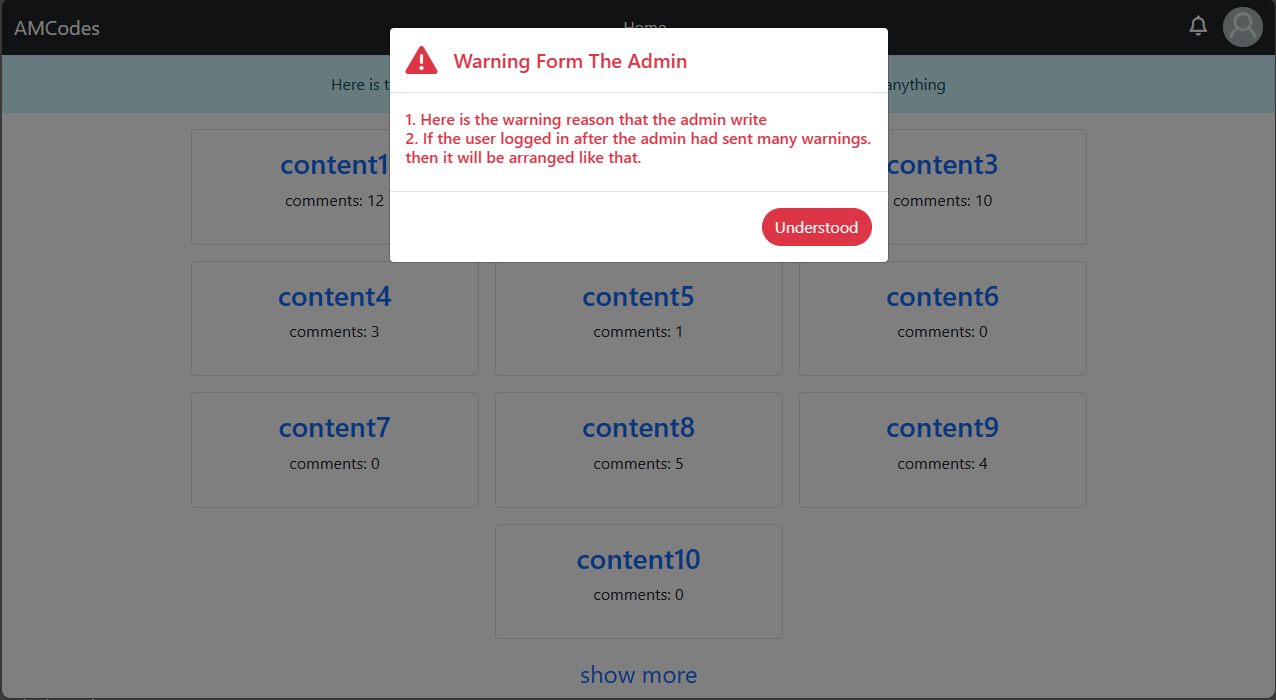 AMCodes
Home
Warning Form The Admin
Here is
anything
1. Here is the warning reason that the admin write
2. If the user logged in after the admin had sent many warnings.
then it will be arranged like that.
Understood
content1
comments: 12
content3
comments: 10
content4
comments: 3
content5
comments: 1
content6
comments: 0
content7
comments: 0
content8
comments: 5
content9
comments: 4
content10
comments: 0
show more